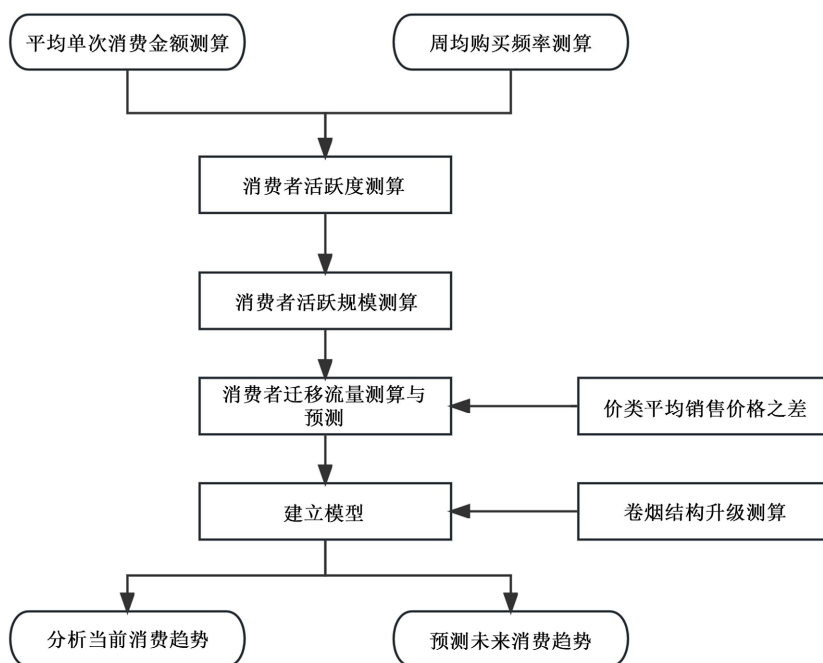 平均单次消费金额测算
周均购买频率测算
消费者活跃度测算
消费者活跃规模测算
消费者迁移流量测算与
预测
价类平均销售价格之差
建立模型
卷烟结构升级测算
分析当前消费趋势
预测未来消费趋势